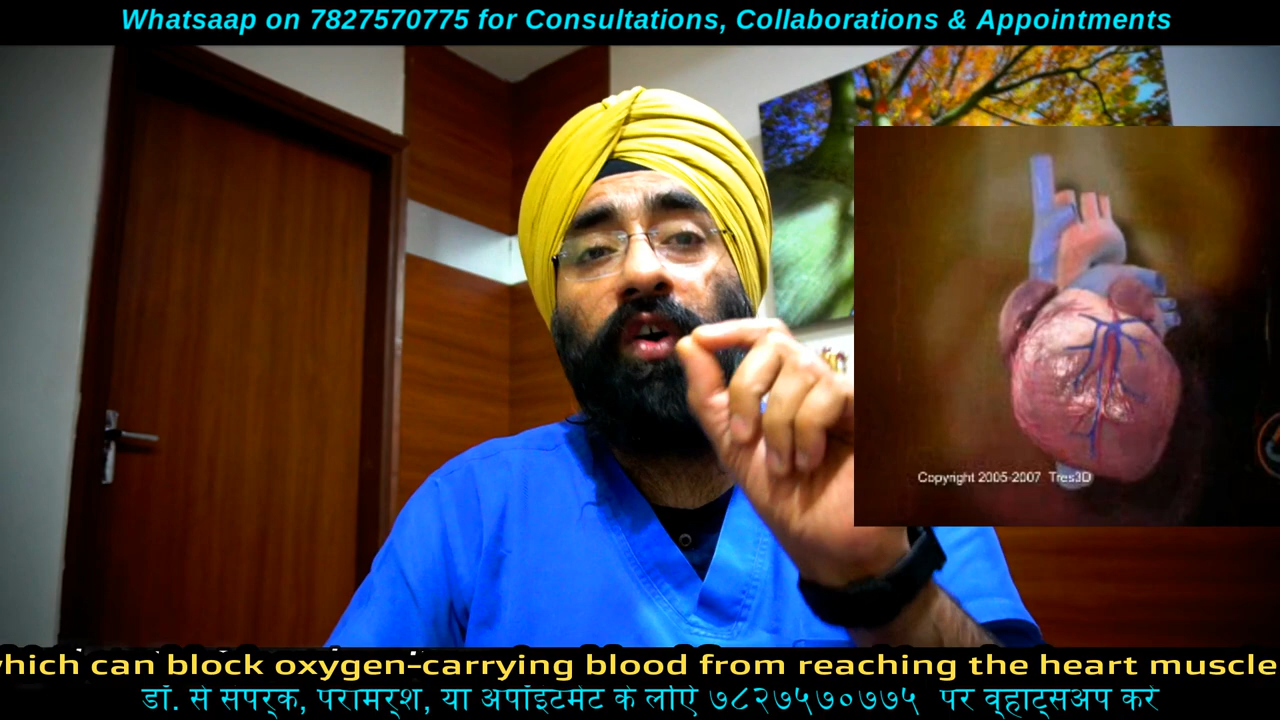 Whatsaap on 7827570775 for Consultations, Collaborations & Appointments
Copyright 2005-2007 Tres3D
which can block oxygen-carrying blood from reaching the heart muscle
डॉ. से सपर्क, परामर्श, या अपॉइंटमेंट के लिए ७८२७५७०७७५ पर व्हाट्सअप करे